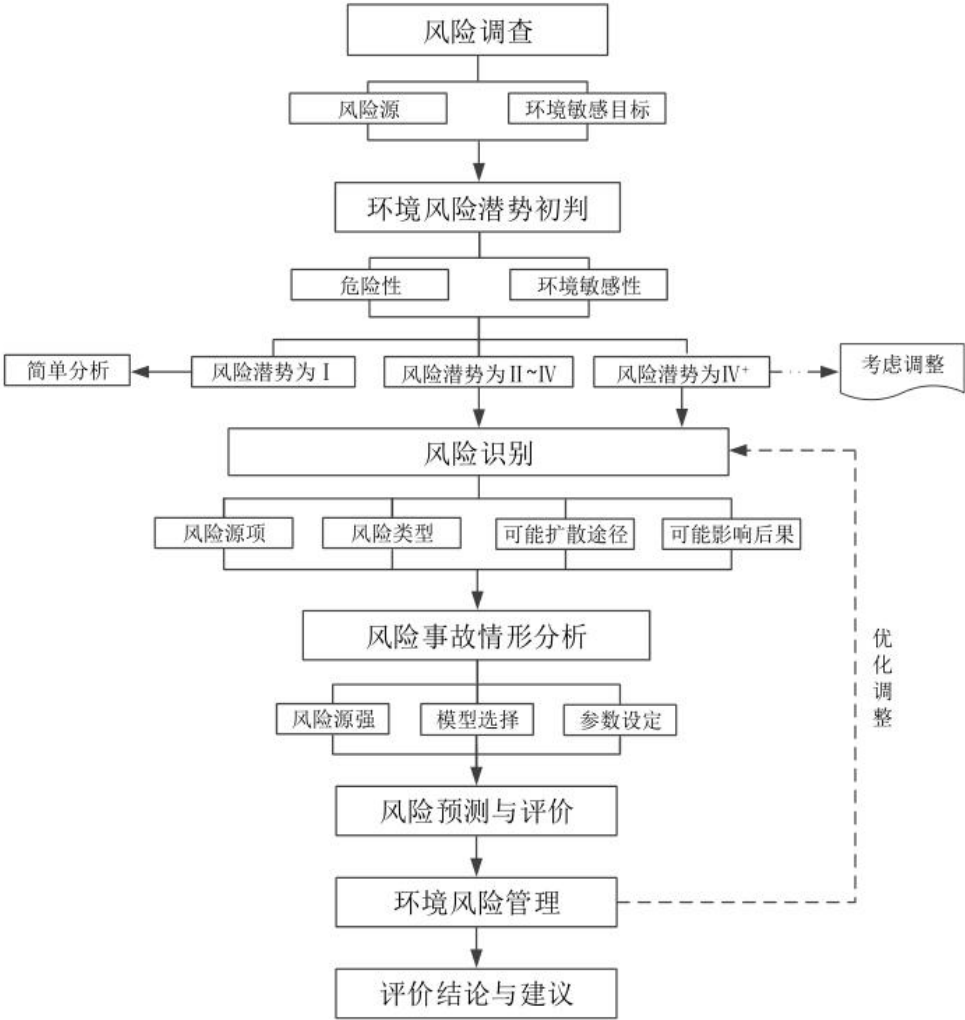 风险调查
风险源
环境敏感目标
环境风险潜势初判
危险性
环境敏感性
简单分析
风险潜势为Ⅰ
风险潜势为Ⅱ~Ⅳ
风险潜势为Ⅳ⁺
考虑调整
风险识别
风险源项
风险类型
可能扩散途径
可能影响后果
风险事故情形分析
优化调整
风险源强
模型选择
参数设定
风险预测与评价
环境风险管理
评价结论与建议